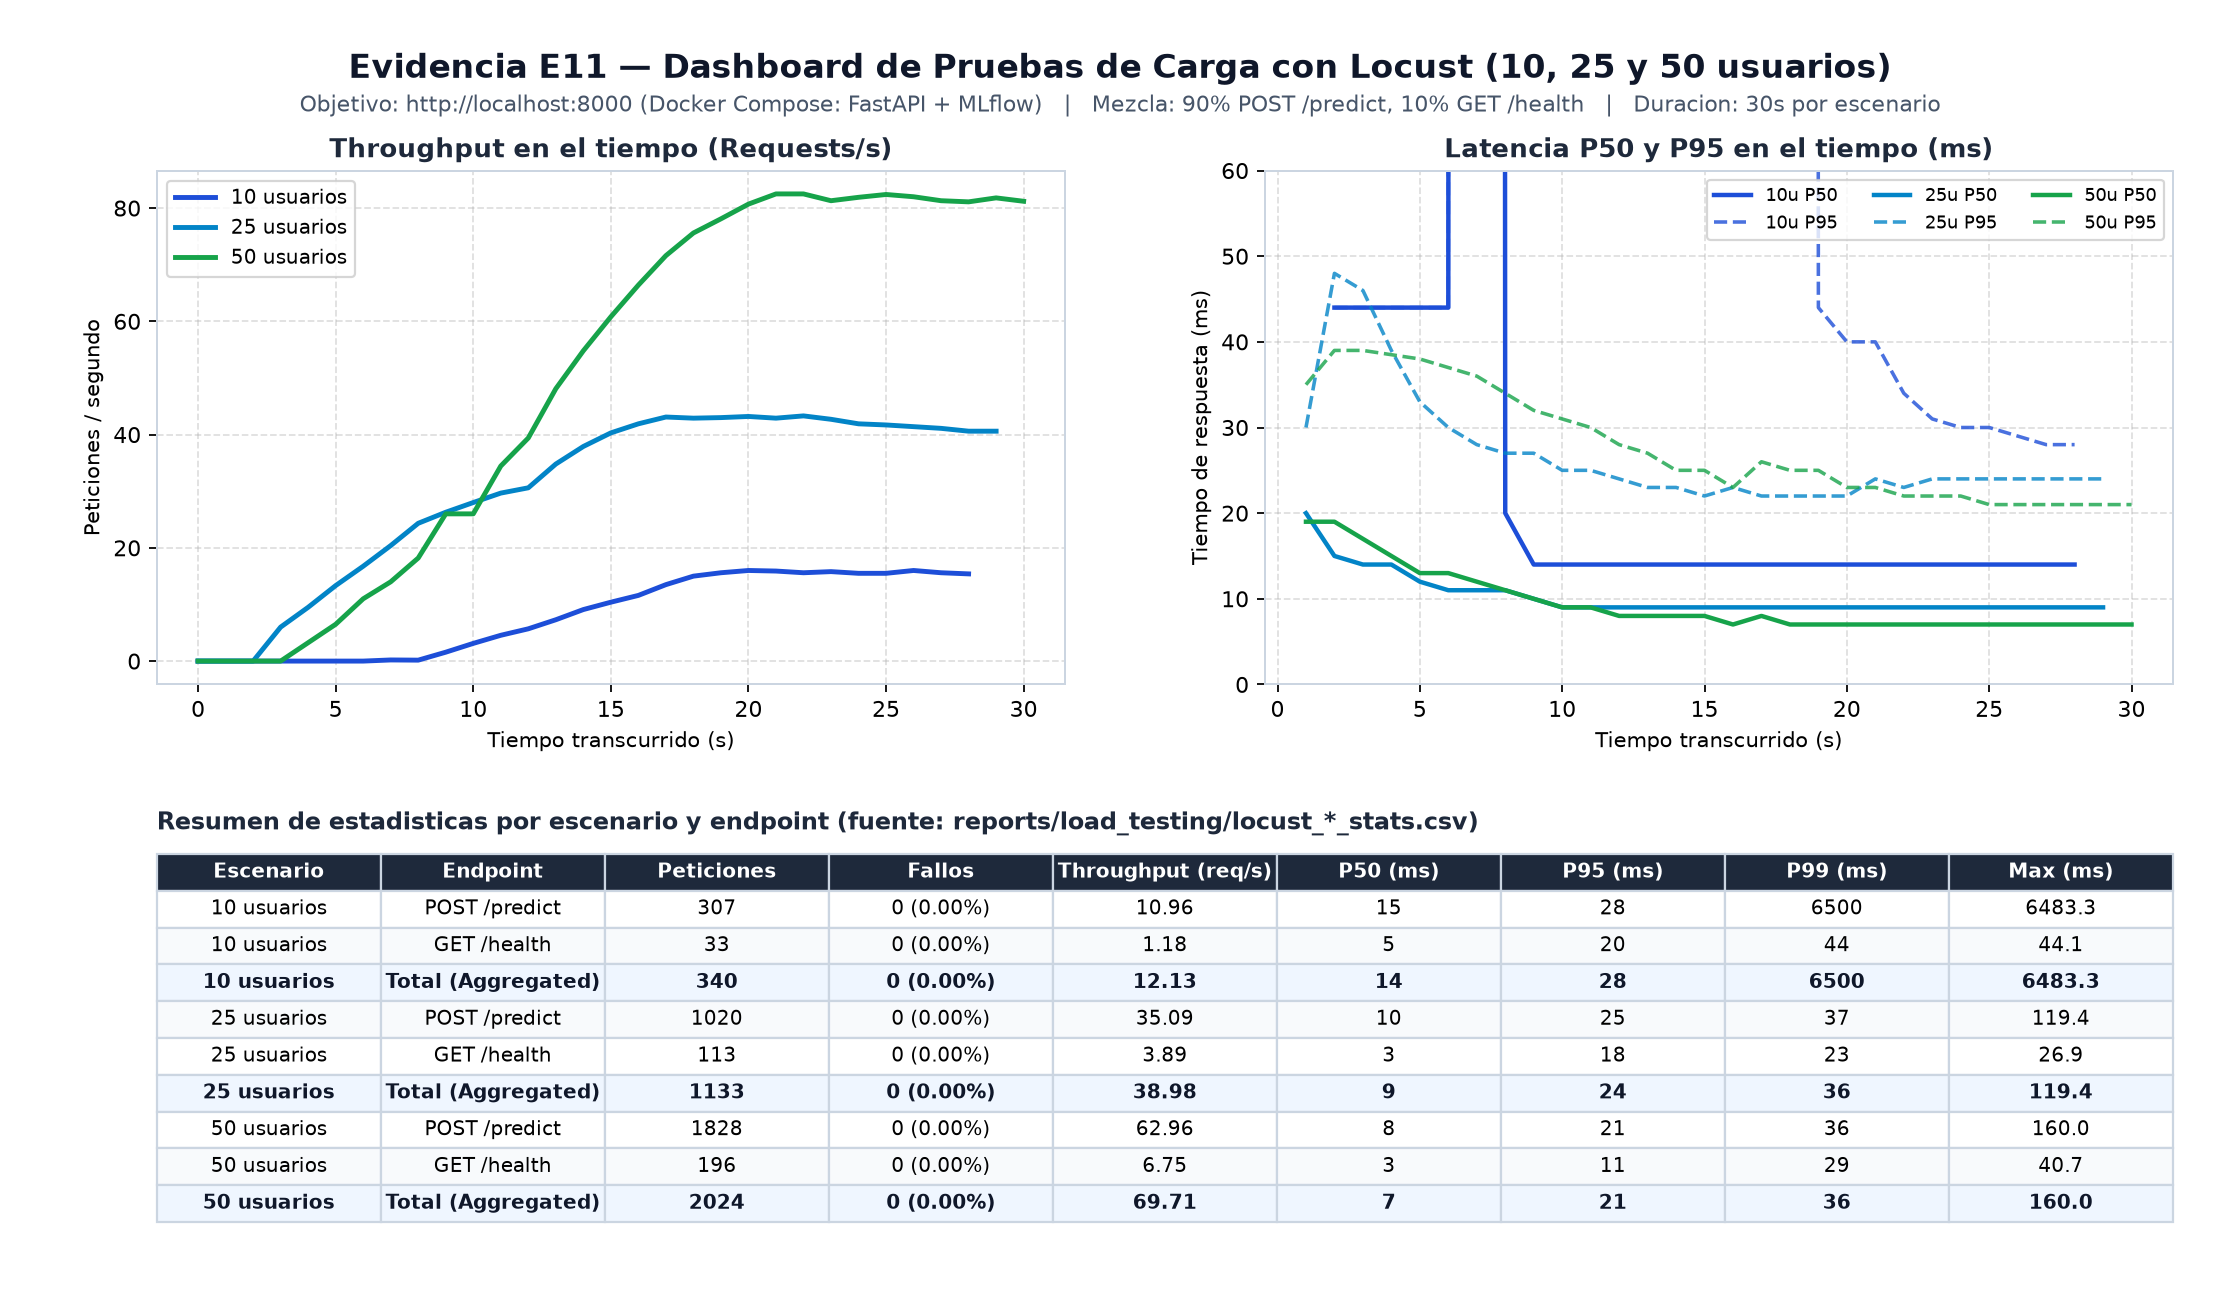 Evidencia E11 — Dashboard de Pruebas de Carga con Locust (10, 25 y 50 usuarios)
Objetivo: http://localhost:8000 (Docker Compose: FastAPI + MLflow) | Mezcla: 90% POST /predict, 10% GET /health | Duracion: 30s por escenario
Throughput en el tiempo (Requests/s)
10 usuarios
25 usuarios
50 usuarios
Peticiones / segundo
80
60
40
20
0
0 5 10 15 20 25 30
Tiempo transcurrido (s)
Latencia P50 y P95 en el tiempo (ms)
10u P50 25u P50 50u P50
10u P95 25u P95 50u P95
Tiempo de respuesta (ms)
60
50
40
30
20
10
0
0 5 10 15 20 25 30
Tiempo transcurrido (s)
Resumen de estadisticas por escenario y endpoint (fuente: reports/load_testing/locust_*_stats.csv)
Escenario Endpoint Peticiones Fallos Throughput (req/s) P50 (ms) P95 (ms) P99 (ms) Max (ms)
10 usuarios POST /predict 307 0 (0.00%) 10.96 15 28 6500 6483.3
10 usuarios GET /health 33 0 (0.00%) 1.18 5 20 44 44.1
10 usuarios Total (Aggregated) 340 0 (0.00%) 12.13 14 28 6500 6483.3
25 usuarios POST /predict 1020 0 (0.00%) 35.09 10 25 37 119.4
25 usuarios GET /health 113 0 (0.00%) 3.89 3 18 23 26.9
25 usuarios Total (Aggregated) 1133 0 (0.00%) 38.98 9 24 36 119.4
50 usuarios POST /predict 1828 0 (0.00%) 62.96 8 21 36 160.0
50 usuarios GET /health 196 0 (0.00%) 6.75 3 11 29 40.7
50 usuarios Total (Aggregated) 2024 0 (0.00%) 69.71 7 21 36 160.0